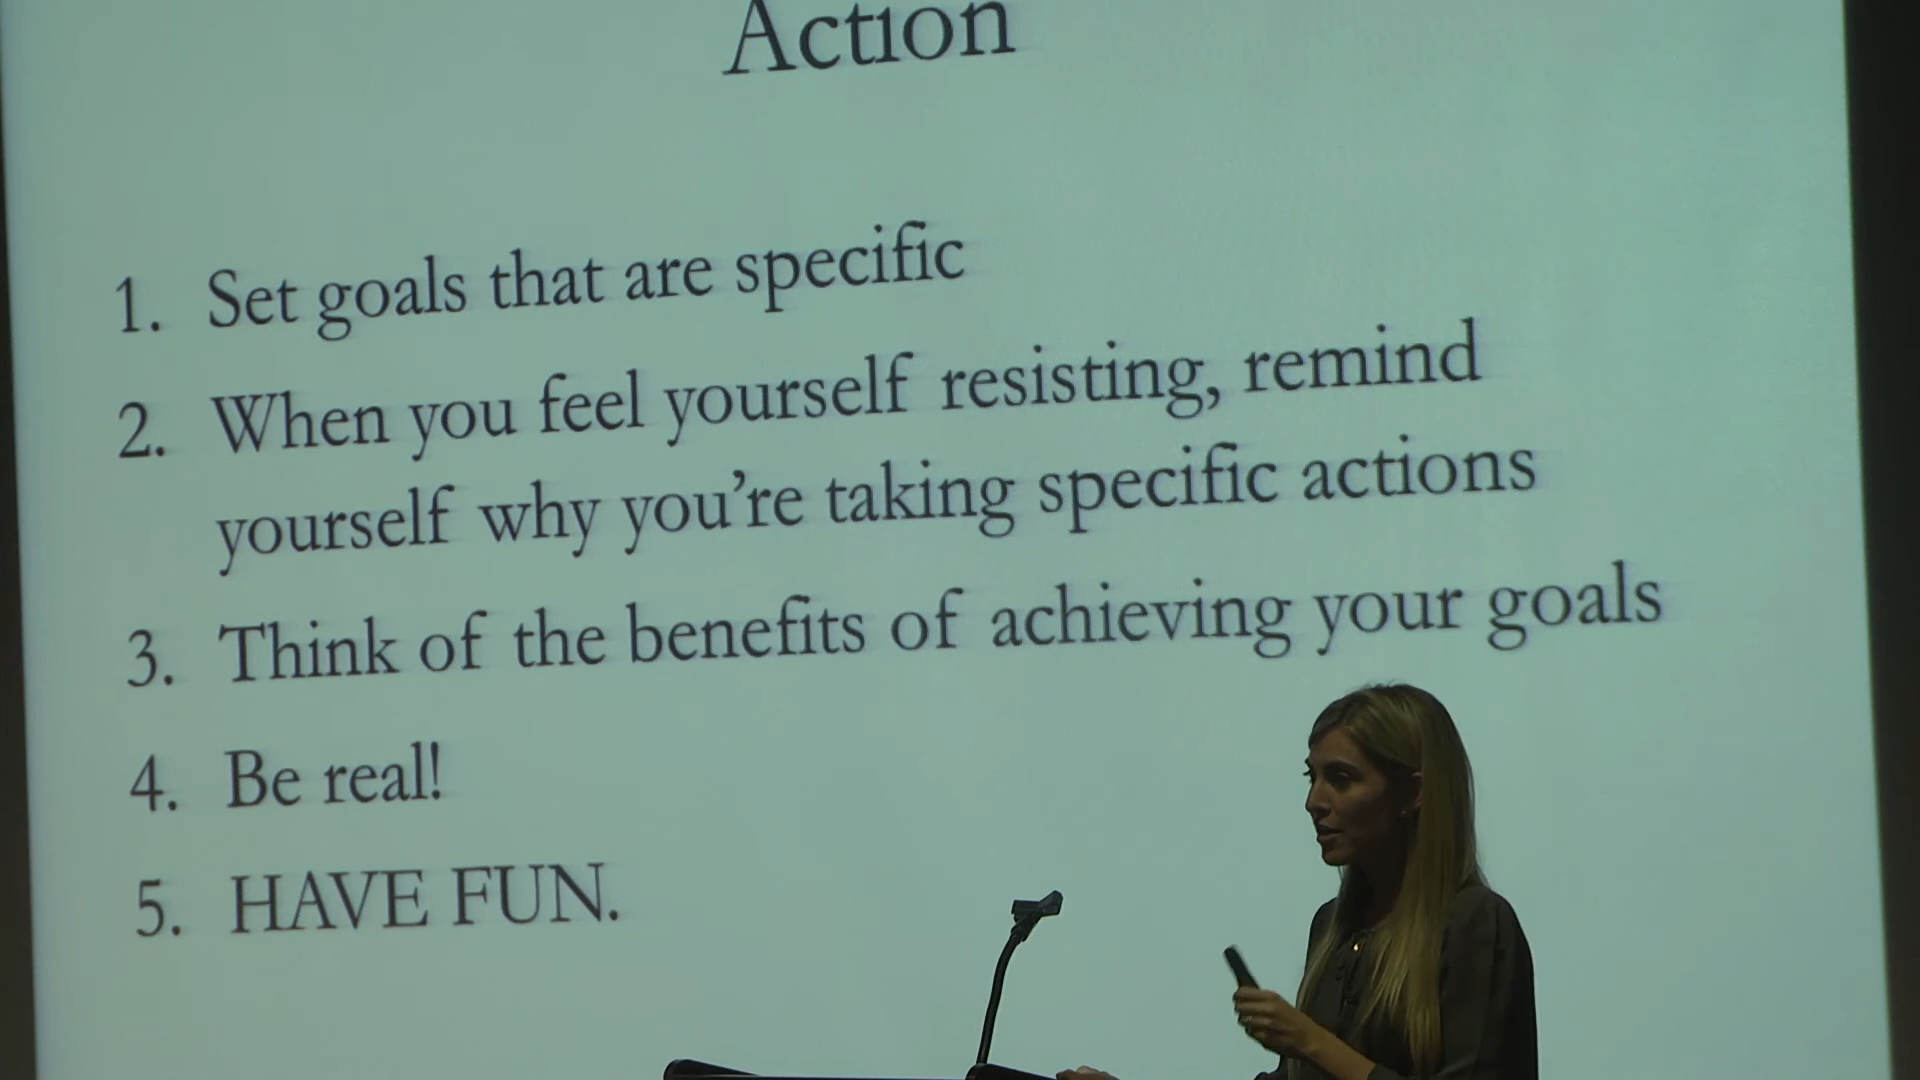 Action
1. Set goals that are specific
2. When you feel yourself resisting, remind
yourself why you're taking specific actions
3. Think of the benefits of achieving your goals
4. Be real!
5. HAVE FUN.